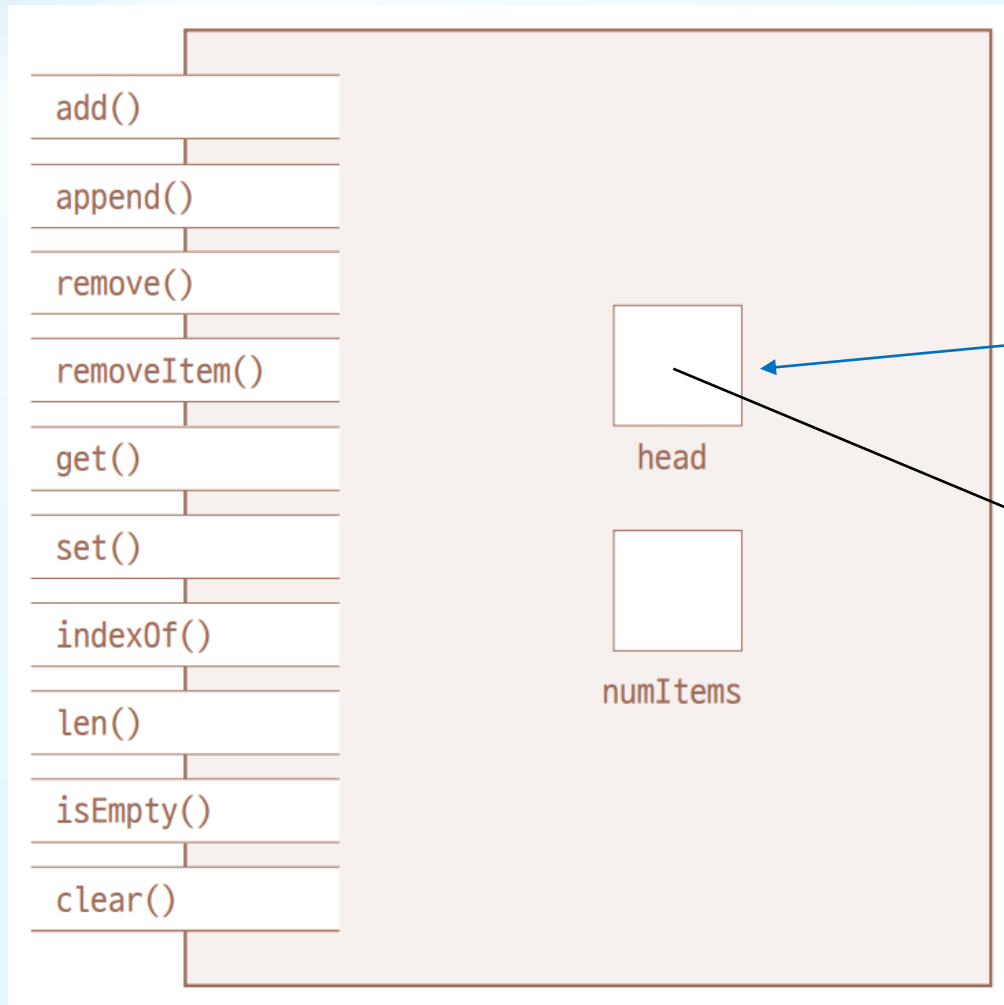 add()
append()
remove()
removeItem()
get()
set()
indexOf()
len()
isEmpty()
clear()
head
numItems